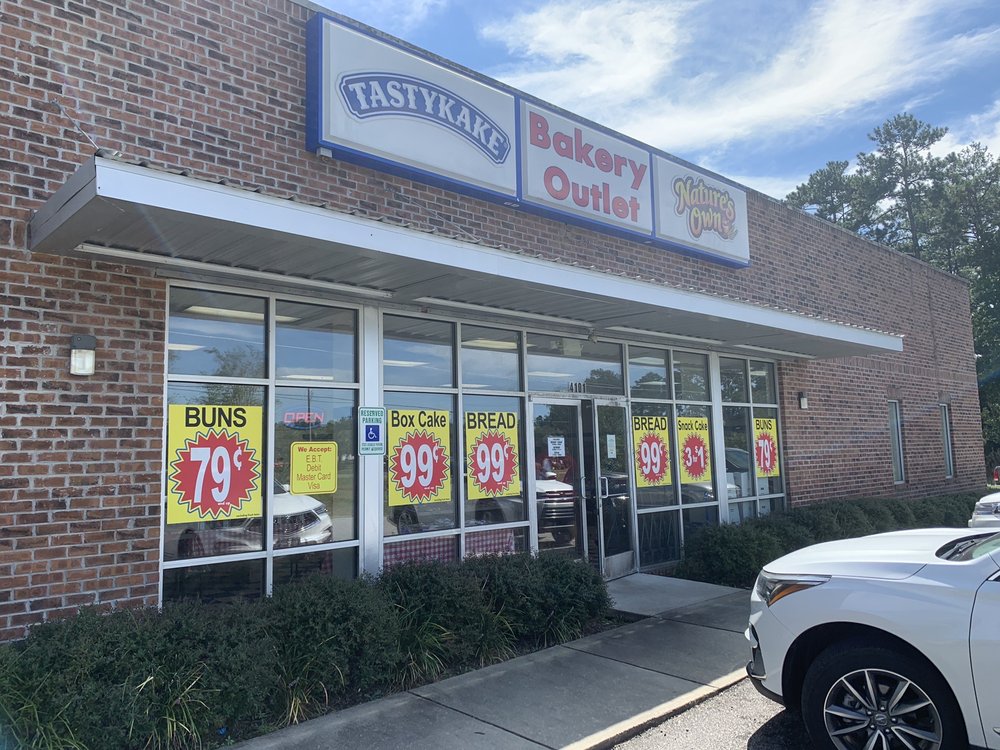 TASTYKAKE
Bakery
Outlet
Nature's
Own
4101
BUNS
79¢
OPEN
We Accept:
E.B.T.
Debit
Master Card
Visa
RESERVED
PARKING
Box Cake
99¢
BREAD
99¢
BREAD
99¢
Snack Cake
3 for $1
BUNS
79¢